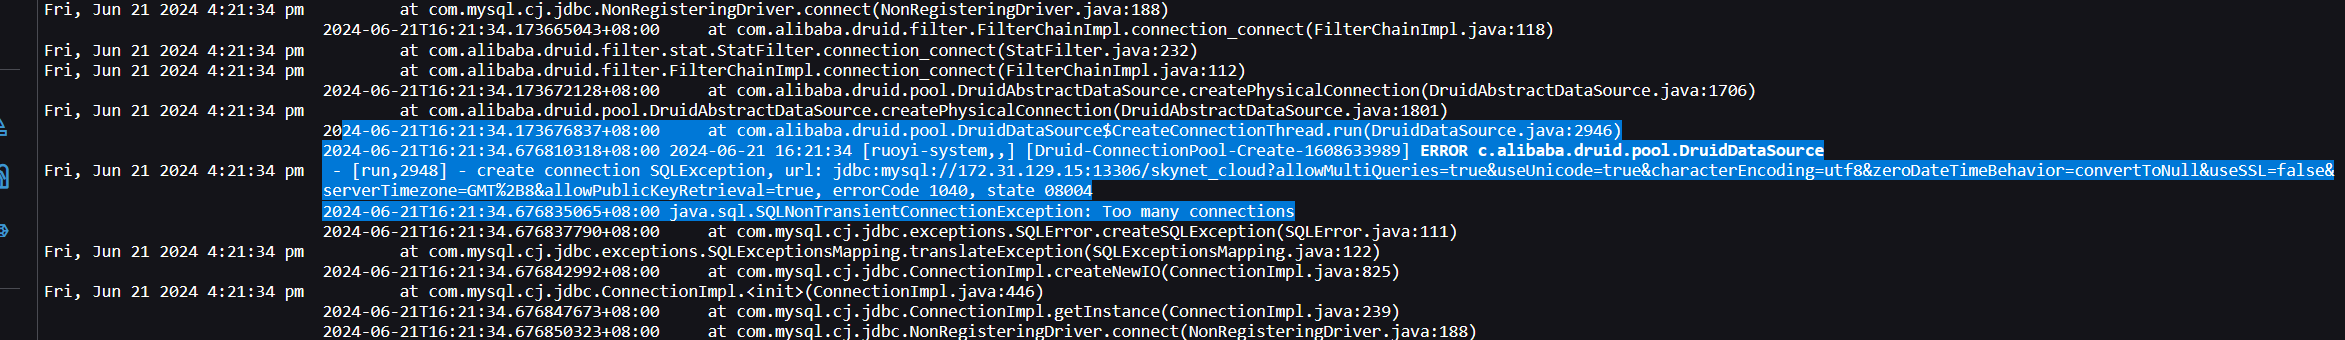 Fri, Jun 21 2024 4:21:34 pm at com.mysql.cj.jdbc.NonRegisteringDriver.connect(NonRegisteringDriver.java:188)
2024-06-21T16:21:34.173665043+08:00 at com.alibaba.druid.filter.FilterChainImpl.connection_connect(FilterChainImpl.java:118)
Fri, Jun 21 2024 4:21:34 pm at com.alibaba.druid.filter.stat.StatFilter.connection_connect(StatFilter.java:232)
Fri, Jun 21 2024 4:21:34 pm at com.alibaba.druid.filter.FilterChainImpl.connection_connect(FilterChainImpl.java:112)
2024-06-21T16:21:34.173672128+08:00 at com.alibaba.druid.pool.DruidAbstractDataSource.createPhysicalConnection(DruidAbstractDataSource.java:1706)
Fri, Jun 21 2024 4:21:34 pm at com.alibaba.druid.pool.DruidAbstractDataSource.createPhysicalConnection(DruidAbstractDataSource.java:1801)
2024-06-21T16:21:34.173676837+08:00 at com.alibaba.druid.pool.DruidDataSource$CreateConnectionThread.run(DruidDataSource.java:2946)
2024-06-21T16:21:34.676810318+08:00 2024-06-21 16:21:34 [ruoyi-system,,] [Druid-ConnectionPool-Create-1608633989] ERROR c.alibaba.druid.pool.DruidDataSource
Fri, Jun 21 2024 4:21:34 pm - [run,2948] - create connection SQLException, url: jdbc:mysql://172.31.129.15:13306/skynet_cloud?allowMultiQueries=true&useUnicode=true&characterEncoding=utf8&zeroDateTimeBehavior=convertToNull&useSSL=false&
serverTimezone=GMT%2B8&allowPublicKeyRetrieval=true, errorCode 1040, state 08004
2024-06-21T16:21:34.676835065+08:00 java.sql.SQLNonTransientConnectionException: Too many connections
2024-06-21T16:21:34.676837790+08:00 at com.mysql.cj.jdbc.exceptions.SQLError.createSQLException(SQLError.java:111)
Fri, Jun 21 2024 4:21:34 pm at com.mysql.cj.jdbc.exceptions.SQLExceptionsMapping.translateException(SQLExceptionsMapping.java:122)
2024-06-21T16:21:34.676842992+08:00 at com.mysql.cj.jdbc.ConnectionImpl.createNewIO(ConnectionImpl.java:825)
Fri, Jun 21 2024 4:21:34 pm at com.mysql.cj.jdbc.ConnectionImpl.<init>(ConnectionImpl.java:446)
2024-06-21T16:21:34.676847673+08:00 at com.mysql.cj.jdbc.ConnectionImpl.getInstance(ConnectionImpl.java:239)
2024-06-21T16:21:34.676850323+08:00 at com.mysql.cj.jdbc.NonRegisteringDriver.connect(NonRegisteringDriver.java:188)